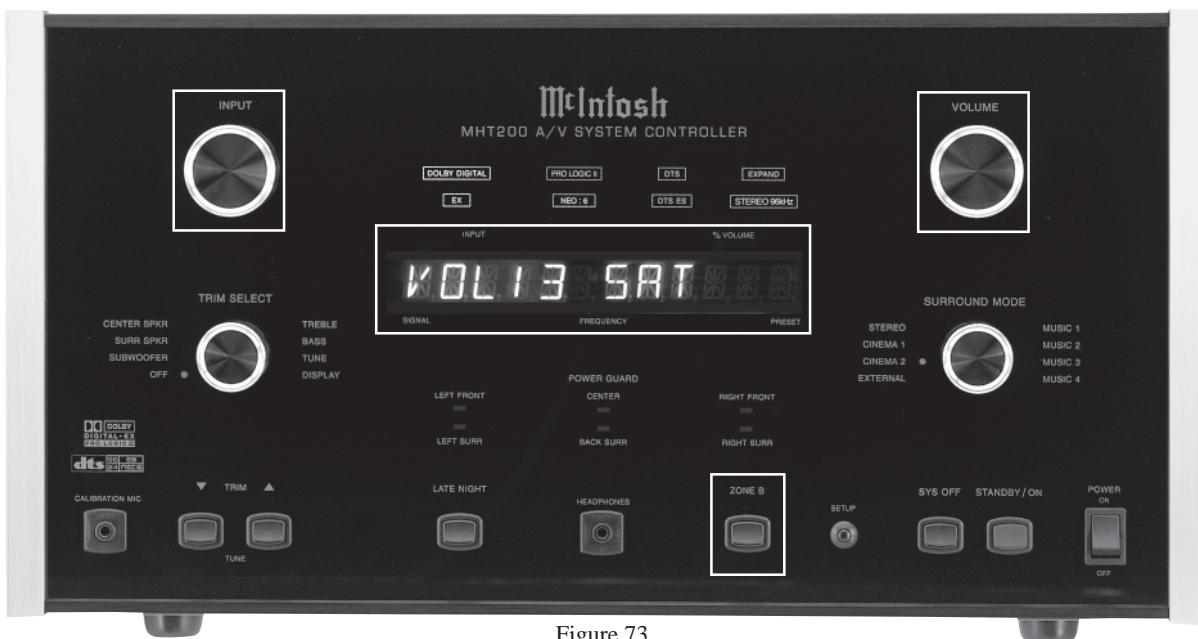 INPUT
VOLUME
McIntosh
MHT200 A/V SYSTEM CONTROLLER
DOLBY DIGITAL PRO LOGIC II DTS EXPAND
EX NEO : 6 DTS ES STEREO 96kHz
INPUT % VOLUME
VOL13 SAT
SIGNAL FREQUENCY PRESET
TRIM SELECT
CENTER SPKR TREBLE
SURR SPKR BASS
SUBWOOFER TUNE
OFF DISPLAY
SURROUND MODE
STEREO MUSIC 1
CINEMA 1 MUSIC 2
CINEMA 2 MUSIC 3
EXTERNAL MUSIC 4
POWER GUARD
LEFT FRONT CENTER RIGHT FRONT
LEFT SURR BACK SURR RIGHT SURR
DOLBY
DIGITAL-EX
PRO LOGIC II
dts
CALIBRATION MIC
TRIM
TUNE
LATE NIGHT
HEADPHONES
ZONE B
SETUP
SYS OFF STANDBY / ON
POWER
ON
OFF
Figure 73